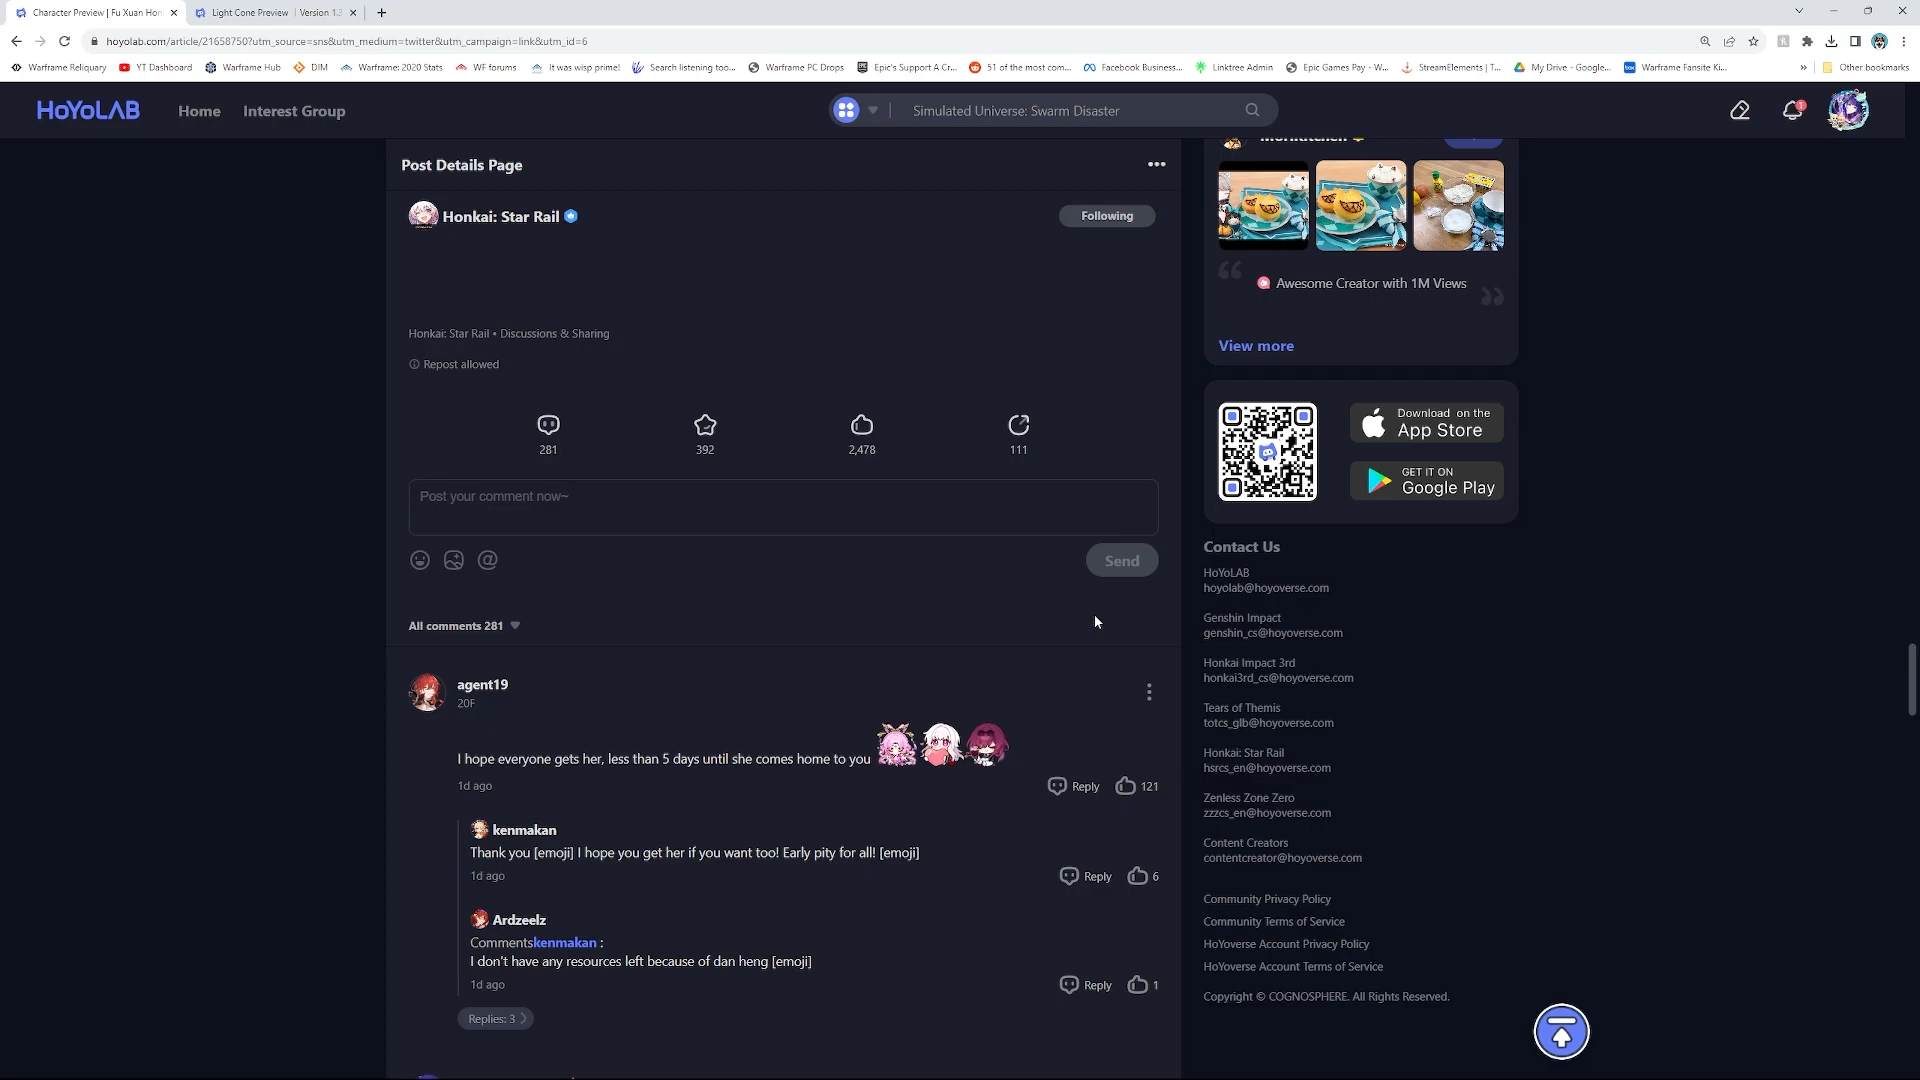 Character Preview | Fu Xuan Hon
Light Cone Preview | Version 1.3
hoyolab.com/article/21658750?utm_source=sns&utm_medium=twitter&utm_campaign=link&utm_id=6
Warframe Reliquary
YT Dashboard
Warframe Hub
DIM
Warframe: 2020 Stats
WF forums
It was wisp prime!
Search listening too...
Warframe PC Drops
Epic's Support A Cr...
51 of the most com...
Facebook Business...
Linktree Admin
Epic Games Pay - W...
StreamElements | T...
My Drive - Google...
Warframe Fansite Ki...
»
Other bookmarks
HoYoLAB
Home
Interest Group
Simulated Universe: Swarm Disaster
1
Post Details Page
Honkai: Star Rail
Following
Honkai: Star Rail • Discussions & Sharing
Repost allowed
281
392
2,478
111
Post your comment now~
Send
All comments 281
agent19
20F
I hope everyone gets her, less than 5 days until she comes home to you
1d ago
Reply
121
kenmakan
Thank you [emoji] I hope you get her if you want too! Early pity for all! [emoji]
1d ago
Reply
6
Ardzeelz
Commentskenmakan :
I don't have any resources left because of dan heng [emoji]
1d ago
Reply
1
Replies: 3
Awesome Creator with 1M Views
View more
Download on the
App Store
GET IT ON
Google Play
Contact Us
HoYoLAB
hoyolab@hoyoverse.com
Genshin Impact
genshin_cs@hoyoverse.com
Honkai Impact 3rd
honkai3rd_cs@hoyoverse.com
Tears of Themis
totcs_glb@hoyoverse.com
Honkai: Star Rail
hsrcs_en@hoyoverse.com
Zenless Zone Zero
zzzcs_en@hoyoverse.com
Content Creators
contentcreator@hoyoverse.com
Community Privacy Policy
Community Terms of Service
HoYoverse Account Privacy Policy
HoYoverse Account Terms of Service
Copyright © COGNOSPHERE. All Rights Reserved.